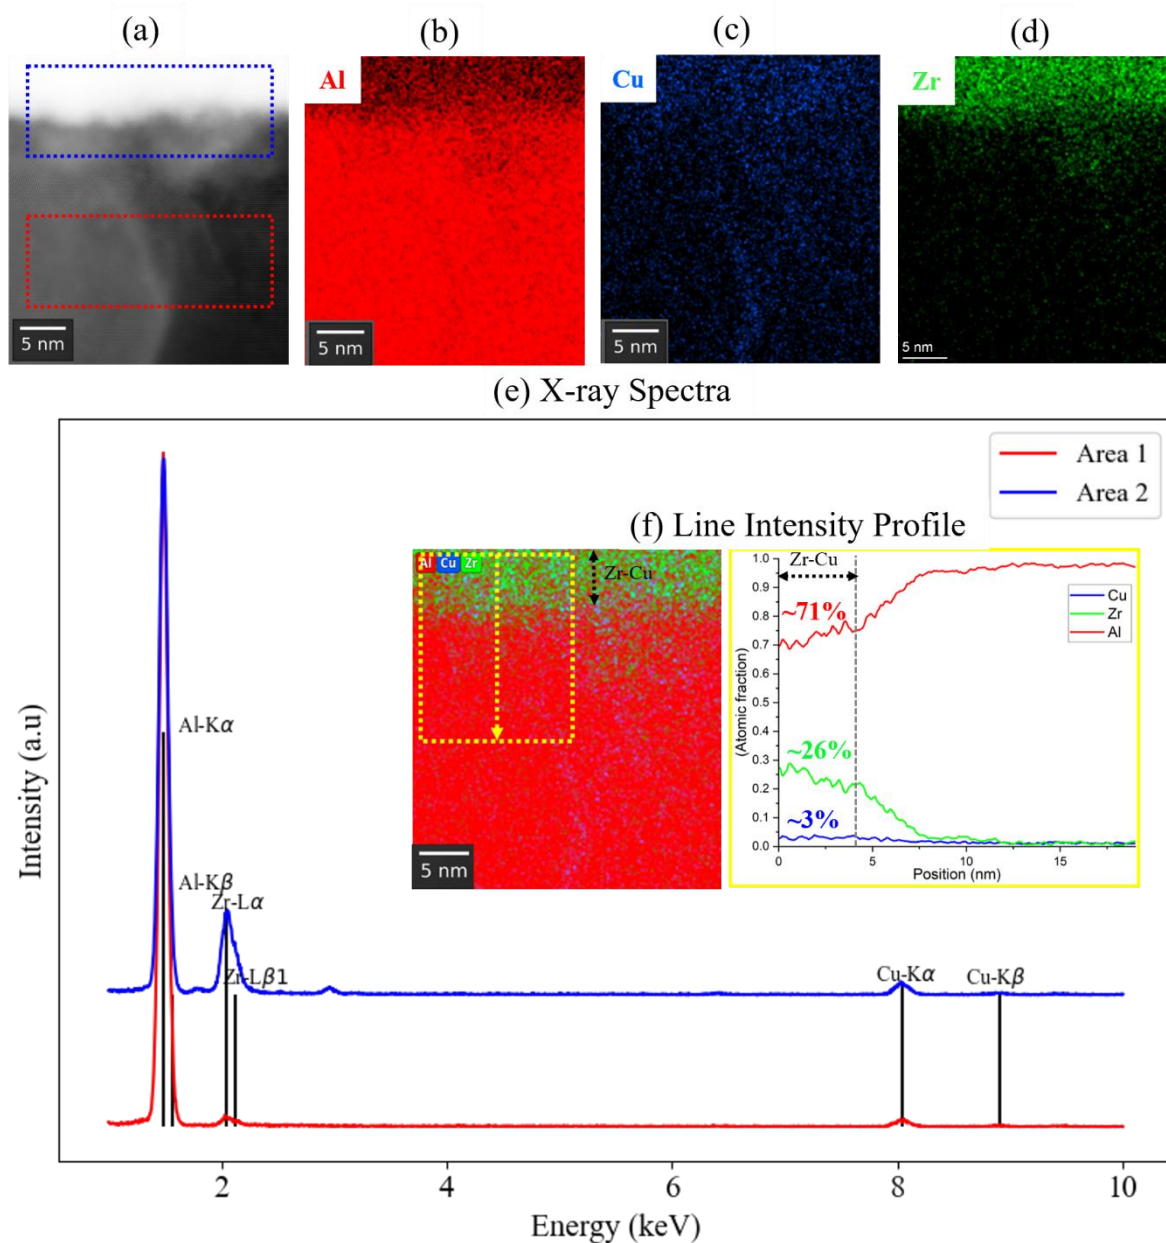 (a)
(b)
(c)
(d)
Al
Cu
Zr
5 nm
5 nm
5 nm
5 nm
(e) X-ray Spectra
Area 1
Area 2
(f) Line Intensity Profile
Al Cu Zr
Zr-Cu
5 nm
Zr-Cu
~71%
~26%
~3%
Cu
Zr
Al
1.0
0.9
0.8
0.7
0.6
0.5
0.4
0.3
0.2
0.1
0.0
(Atomic fraction)
0
5
10
15
Position (nm)
Al-Kα
Al-Kβ
Zr-Lα
Zr-Lβ1
Cu-Kα
Cu-Kβ
Intensity (a.u)
2
4
6
8
10
Energy (keV)